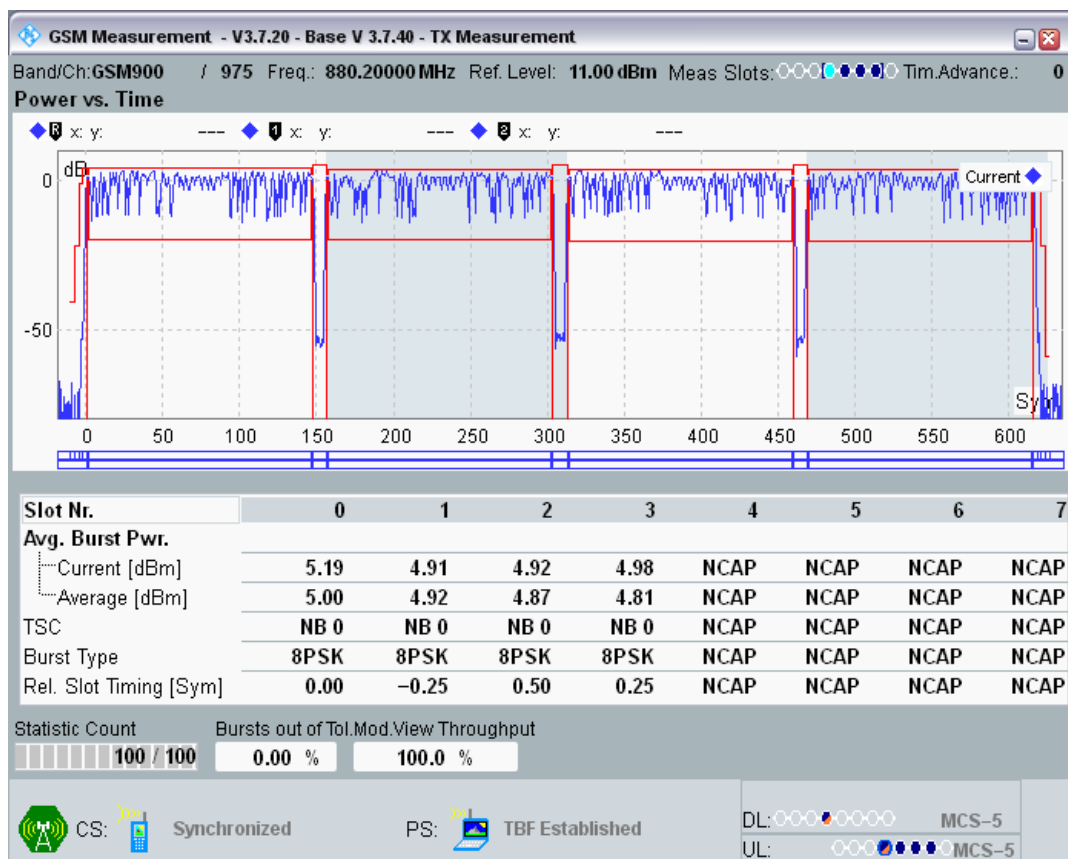 GSM Measurement - V3.7.20 - Base V 3.7.40 - TX Measurement
Band/Ch:GSM900 / 975 Freq.: 880.20000 MHz Ref. Level: 11.00 dBm Meas Slots: Tim.Advance.: 0
Power vs. Time
R x: y: --- 1 x: y: --- 2 x: y: ---
dB
Current
0
-50
Sym
0 50 100 150 200 250 300 350 400 450 500 550 600
Slot Nr. 0 1 2 3 4 5 6 7
Avg. Burst Pwr.
Current [dBm] 5.19 4.91 4.92 4.98 NCAP NCAP NCAP NCAP
Average [dBm] 5.00 4.92 4.87 4.81 NCAP NCAP NCAP NCAP
TSC NB 0 NB 0 NB 0 NB 0 NCAP NCAP NCAP NCAP
Burst Type 8PSK 8PSK 8PSK 8PSK NCAP NCAP NCAP NCAP
Rel. Slot Timing [Sym] 0.00 −0.25 0.50 0.25 NCAP NCAP NCAP NCAP
Statistic Count Bursts out of Tol.Mod.View Throughput
100 / 100 0.00 % 100.0 %
CS: Synchronized PS: TBF Established
DL: MCS−5
UL: MCS−5